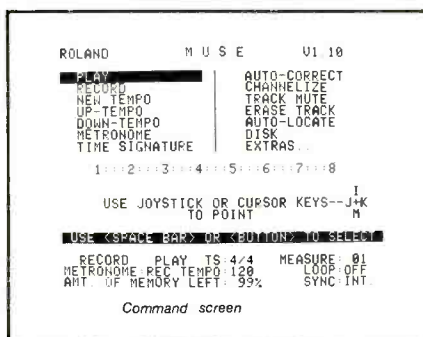 ROLAND M U S E V1.10
PLAY
RECORD
NEW TEMPO
UP-TEMPO
DOWN-TEMPO
METRONOME
TIME SIGNATURE
AUTO-CORRECT
CHANNELIZE
TRACK MUTE
ERASE TRACK
AUTO-LOCATE
DISK
EXTRAS..
1:::2:::3:::4:::5:::6:::7:::8
I
USE JOYSTICK OR CURSOR KEYS--J+K
TO POINT M
USE <SPACE BAR> OR <BUTTON> TO SELECT
RECORD PLAY TS:4/4 MEASURE: 01
METRONOME:REC TEMPO:120 LOOP:OFF
AMT. OF MEMORY LEFT: 99% SYNC:INT.
Command screen